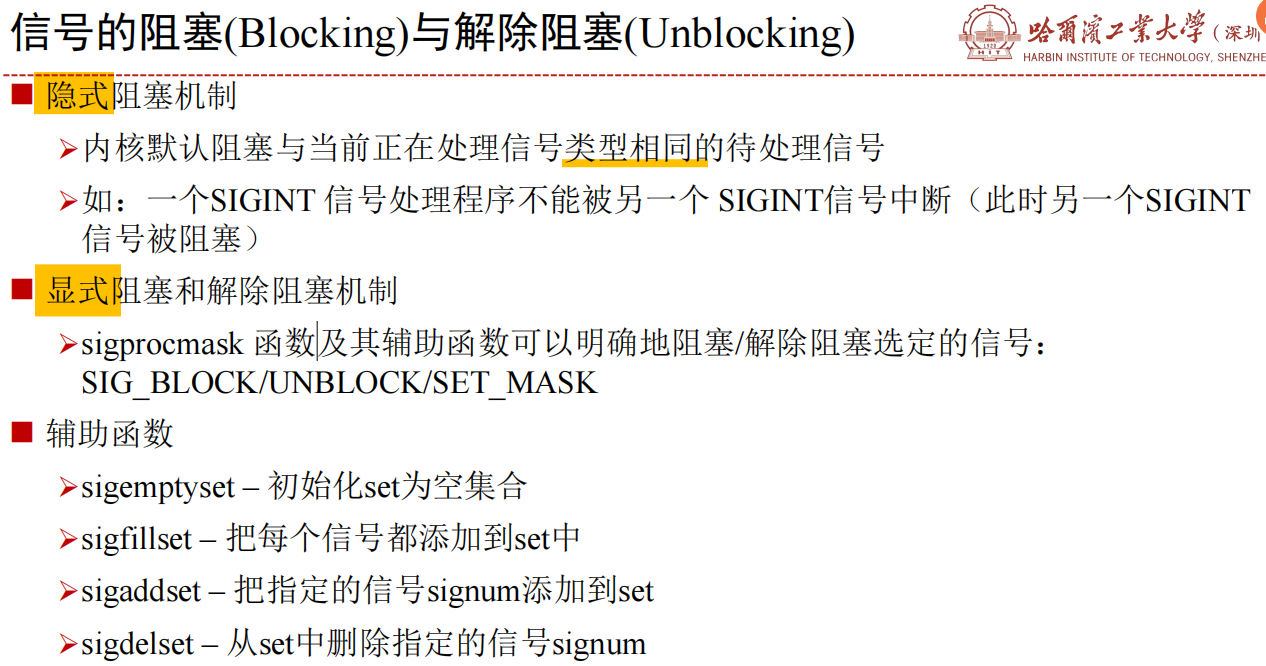 信号的阻塞(Blocking)与解除阻塞(Unblocking)
哈尔滨工业大学(深圳
HARBIN INSTITUTE OF TECHNOLOGY, SHENZHE
隐式阻塞机制
内核默认阻塞与当前正在处理信号类型相同的待处理信号
如：一个SIGINT 信号处理程序不能被另一个 SIGINT信号中断（此时另一个SIGINT
信号被阻塞）
显式阻塞和解除阻塞机制
sigprocmask 函数及其辅助函数可以明确地阻塞/解除阻塞选定的信号：
SIG_BLOCK/UNBLOCK/SET_MASK
辅助函数
sigemptyset – 初始化set为空集合
sigfillset – 把每个信号都添加到set中
sigaddset – 把指定的信号signum添加到set
sigdelset – 从set中删除指定的信号signum